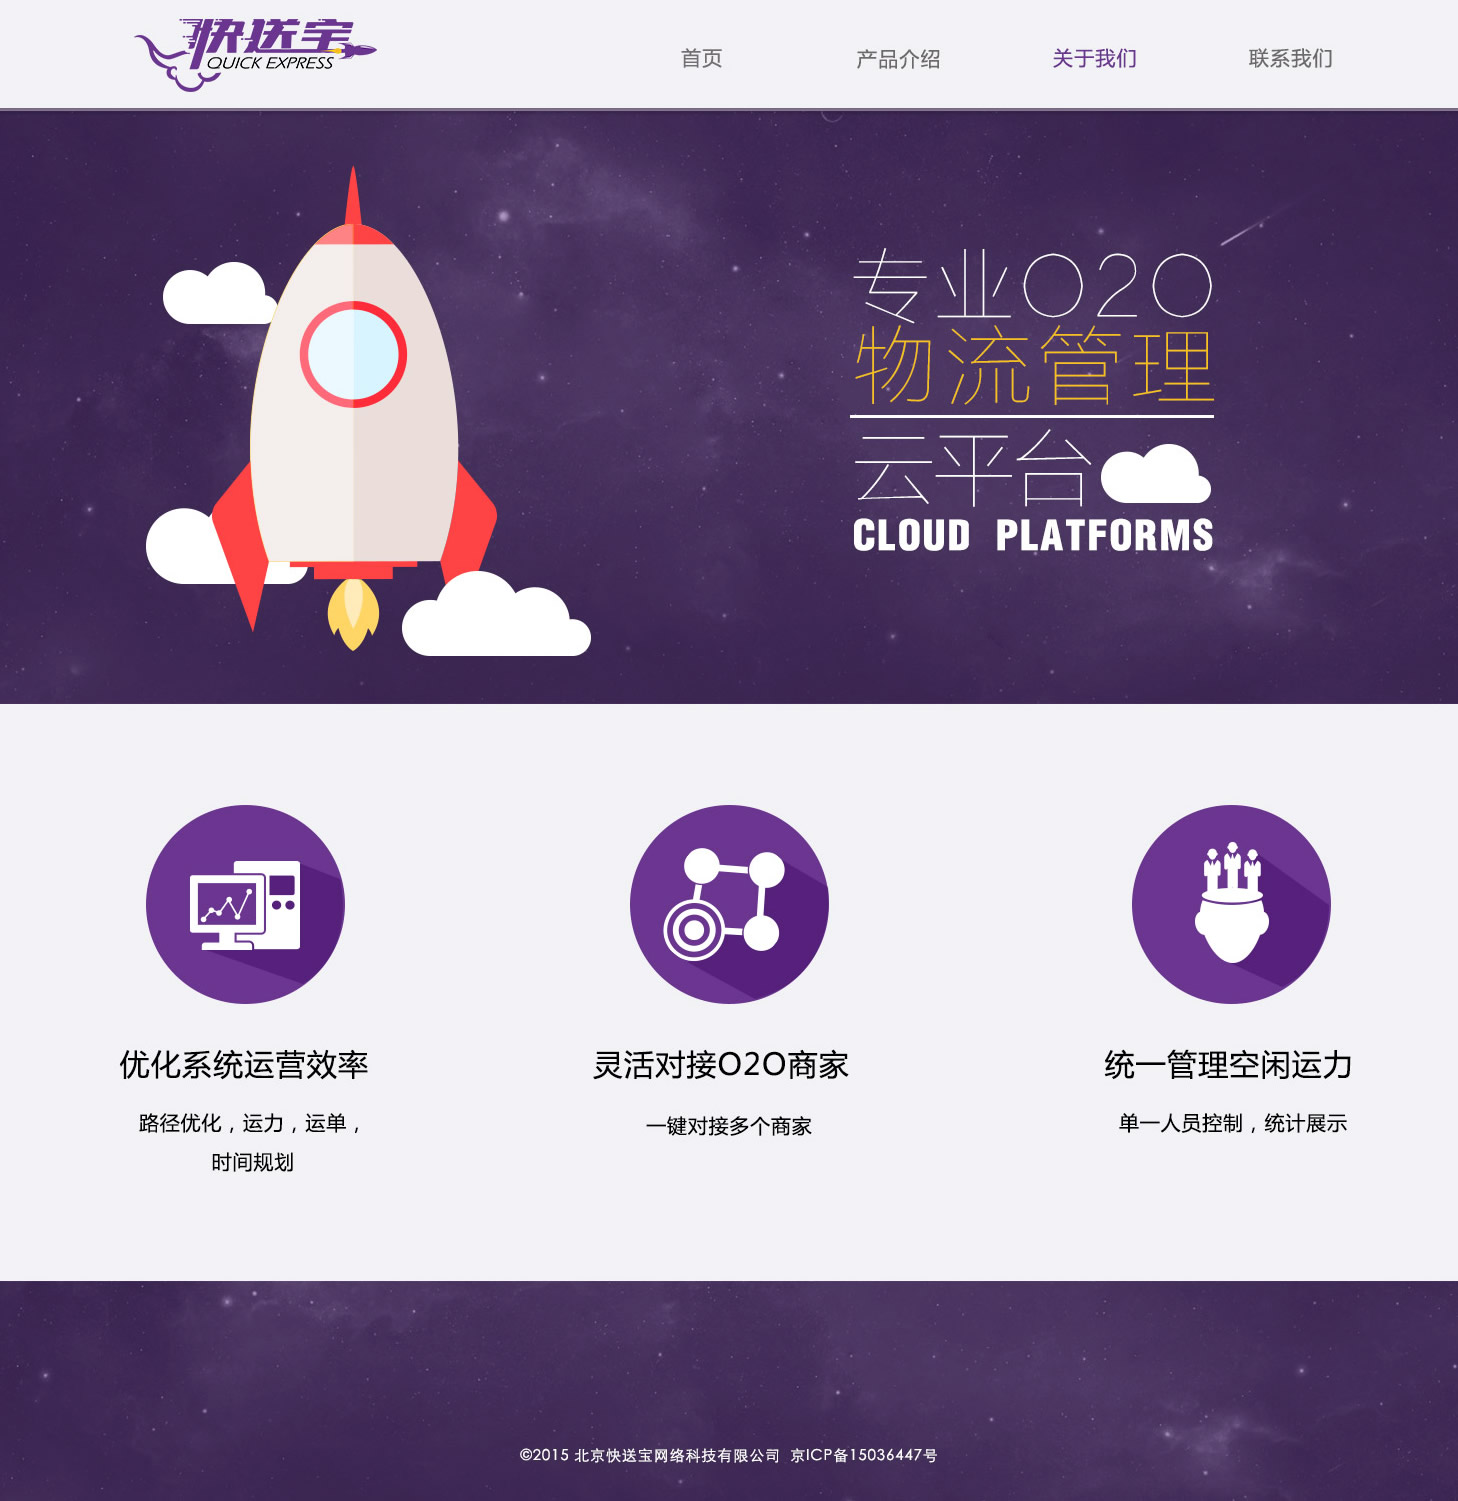 快送宝
QUICK EXPRESS
首页 产品介绍 关于我们 联系我们
专业O2O
物流管理
云平台
CLOUD PLATFORMS
优化系统运营效率
路径优化，运力，运单，
时间规划
灵活对接O2O商家
一键对接多个商家
统一管理空闲运力
单一人员控制，统计展示
©2015 北京快送宝网络科技有限公司 京ICP备15036447号